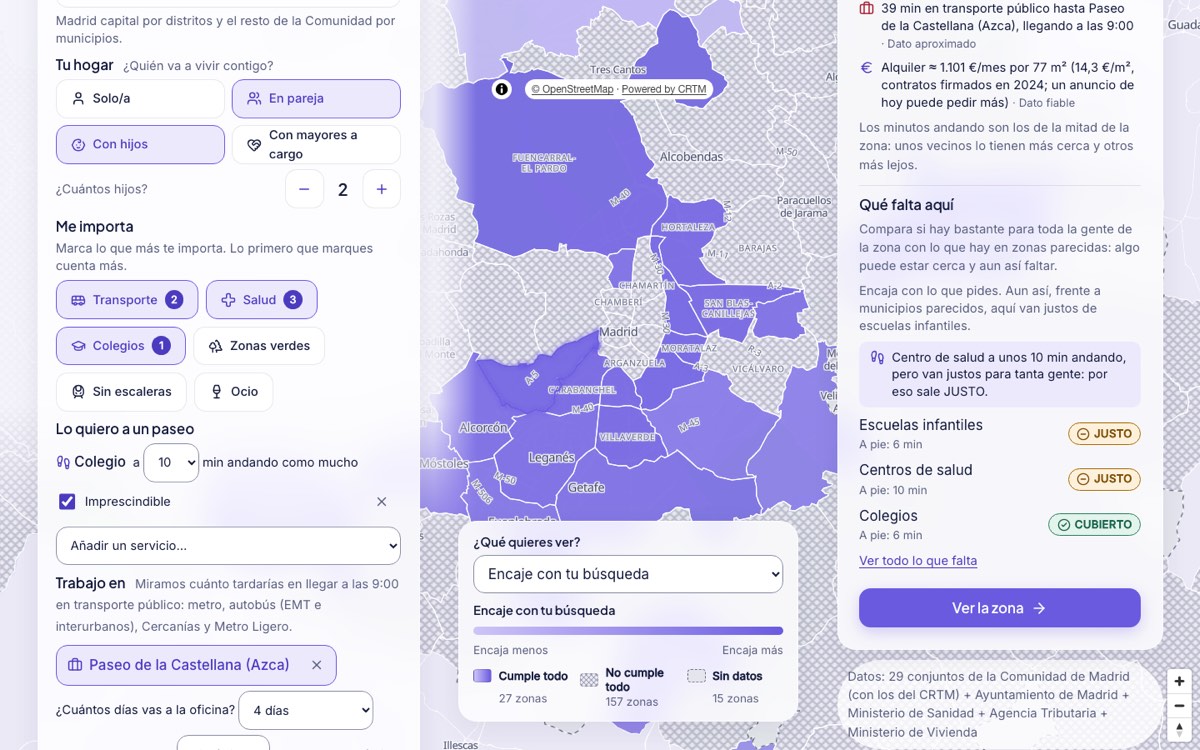 Madrid capital por distritos y el resto de la Comunidad por
municipios.
Tu hogar ¿Quién va a vivir contigo?
Solo/a
En pareja
Con hijos
Con mayores a
cargo
¿Cuántos hijos?
− 2 +
Me importa
Marca lo que más te importa. Lo primero que marques
cuenta más.
Transporte 2
Salud 3
Colegios 1
Zonas verdes
Sin escaleras
Ocio
Lo quiero a un paseo
Colegio a 10 min andando como mucho
Imprescindible
Añadir un servicio...
Trabajo en Miramos cuánto tardarías en llegar a las 9:00
en transporte público: metro, autobús (EMT e
interurbanos), Cercanías y Metro Ligero.
Paseo de la Castellana (Azca)
¿Cuántos días vas a la oficina? 4 días
Tres Cantos
© OpenStreetMap · Powered by CRTM
FUENCARRAL-
EL PARDO
Alcobendas
M-50
M-40
Paracuellos
de Jarama
M-12
HORTALEZA
BARAJAS
M-11
M-30
CHAMARTÍN
A-2
CHAMBERÍ
SAN BLAS-
CANILLEJAS
M-30
Madrid
MORATALAZ
R-3
ARGANZUELA
A-3
VICÁLVARO
A-5
CARABANCHEL
M-40
Alcorcón
M-45
VILLAVERDE
Leganés
Móstoles
M-50
M-506
Getafe
Illescas
¿Qué quieres ver?
Encaje con tu búsqueda
Encaje con tu búsqueda
Encaja menos
Encaja más
Cumple todo
27 zonas
No cumple
todo
157 zonas
Sin datos
15 zonas
39 min en transporte público hasta Paseo
de la Castellana (Azca), llegando a las 9:00
· Dato aproximado
Alquiler ≈ 1.101 €/mes por 77 m² (14,3 €/m²,
contratos firmados en 2024; un anuncio de
hoy puede pedir más) · Dato fiable
Los minutos andando son los de la mitad de la
zona: unos vecinos lo tienen más cerca y otros
más lejos.
Qué falta aquí
Compara si hay bastante para toda la gente de
la zona con lo que hay en zonas parecidas: algo
puede estar cerca y aun así faltar.
Encaja con lo que pides. Aun así, frente a
municipios parecidos, aquí van justos de
escuelas infantiles.
Centro de salud a unos 10 min andando,
pero van justos para tanta gente: por
eso sale JUSTO.
Escuelas infantiles
A pie: 6 min
JUSTO
Centros de salud
A pie: 10 min
JUSTO
Colegios
A pie: 6 min
CUBIERTO
Ver todo lo que falta
Ver la zona →
Datos: 29 conjuntos de la Comunidad de Madrid
(con los del CRTM) + Ayuntamiento de Madrid +
Ministerio de Sanidad + Agencia Tributaria +
Ministerio de Vivienda